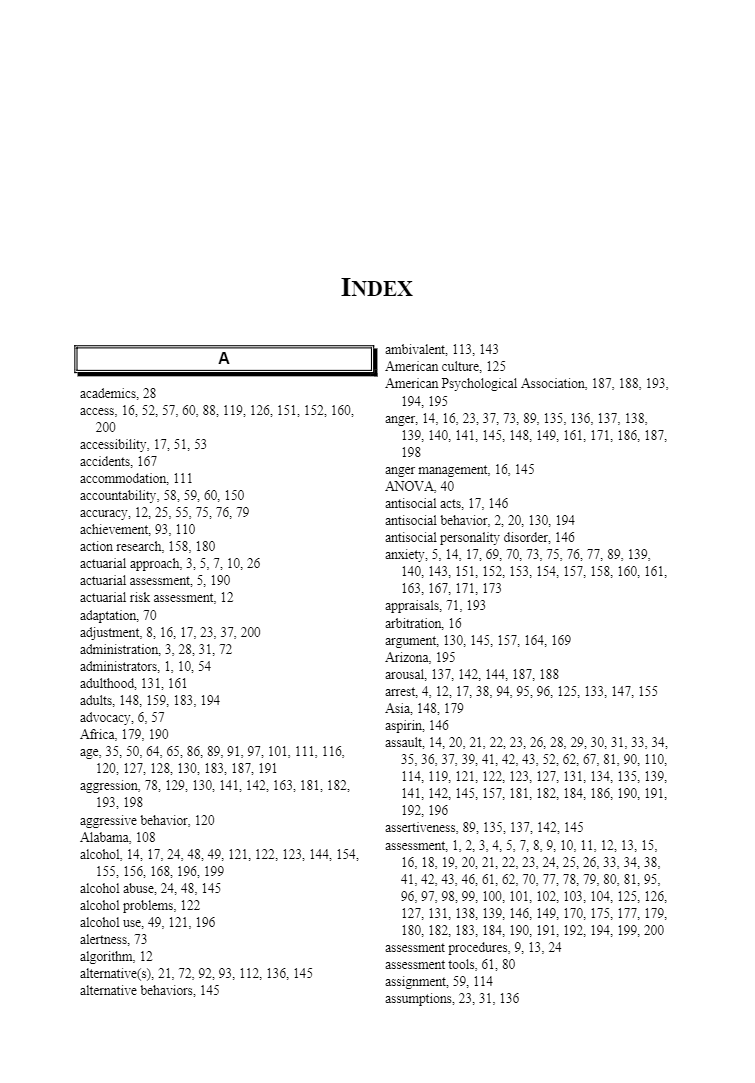 INDEX
A
academics, 28
access, 16, 52, 57, 60, 88, 119, 126, 151, 152, 160,
200
accessibility, 17, 51, 53
accidents, 167
accommodation, 111
accountability, 58, 59, 60, 150
accuracy, 12, 25, 55, 75, 76, 79
achievement, 93, 110
action research, 158, 180
actuarial approach, 3, 5, 7, 10, 26
actuarial assessment, 5, 190
actuarial risk assessment, 12
adaptation, 70
adjustment, 8, 16, 17, 23, 37, 200
administration, 3, 28, 31, 72
administrators, 1, 10, 54
adulthood, 131, 161
adults, 148, 159, 183, 194
advocacy, 6, 57
Africa, 179, 190
age, 35, 50, 64, 65, 86, 89, 91, 97, 101, 111, 116,
120, 127, 128, 130, 183, 187, 191
aggression, 78, 129, 130, 141, 142, 163, 181, 182,
193, 198
aggressive behavior, 120
Alabama, 108
alcohol, 14, 17, 24, 48, 49, 121, 122, 123, 144, 154,
155, 156, 168, 196, 199
alcohol abuse, 24, 48, 145
alcohol problems, 122
alcohol use, 49, 121, 196
alertness, 73
algorithm, 12
alternative(s), 21, 72, 92, 93, 112, 136, 145
alternative behaviors, 145
ambivalent, 113, 143
American culture, 125
American Psychological Association, 187, 188, 193,
194, 195
anger, 14, 16, 23, 37, 73, 89, 135, 136, 137, 138,
139, 140, 141, 145, 148, 149, 161, 171, 186, 187,
198
anger management, 16, 145
ANOVA, 40
antisocial acts, 17, 146
antisocial behavior, 2, 20, 130, 194
antisocial personality disorder, 146
anxiety, 5, 14, 17, 69, 70, 73, 75, 76, 77, 89, 139,
140, 143, 151, 152, 153, 154, 157, 158, 160, 161,
163, 167, 171, 173
appraisals, 71, 193
arbitration, 16
argument, 130, 145, 157, 164, 169
Arizona, 195
arousal, 137, 142, 144, 187, 188
arrest, 4, 12, 17, 38, 94, 95, 96, 125, 133, 147, 155
Asia, 148, 179
aspirin, 146
assault, 14, 20, 21, 22, 23, 26, 28, 29, 30, 31, 33, 34,
35, 36, 37, 39, 41, 42, 43, 52, 62, 67, 81, 90, 110,
114, 119, 121, 122, 123, 127, 131, 134, 135, 139,
141, 142, 145, 157, 181, 182, 184, 186, 190, 191,
192, 196
assertiveness, 89, 135, 137, 142, 145
assessment, 1, 2, 3, 4, 5, 7, 8, 9, 10, 11, 12, 13, 15,
16, 18, 19, 20, 21, 22, 23, 24, 25, 26, 33, 34, 38,
41, 42, 43, 46, 61, 62, 70, 77, 78, 79, 80, 81, 95,
96, 97, 98, 99, 100, 101, 102, 103, 104, 125, 126,
127, 131, 138, 139, 146, 149, 170, 175, 177, 179,
180, 182, 183, 184, 190, 191, 192, 194, 199, 200
assessment procedures, 9, 13, 24
assessment tools, 61, 80
assignment, 59, 114
assumptions, 23, 31, 136